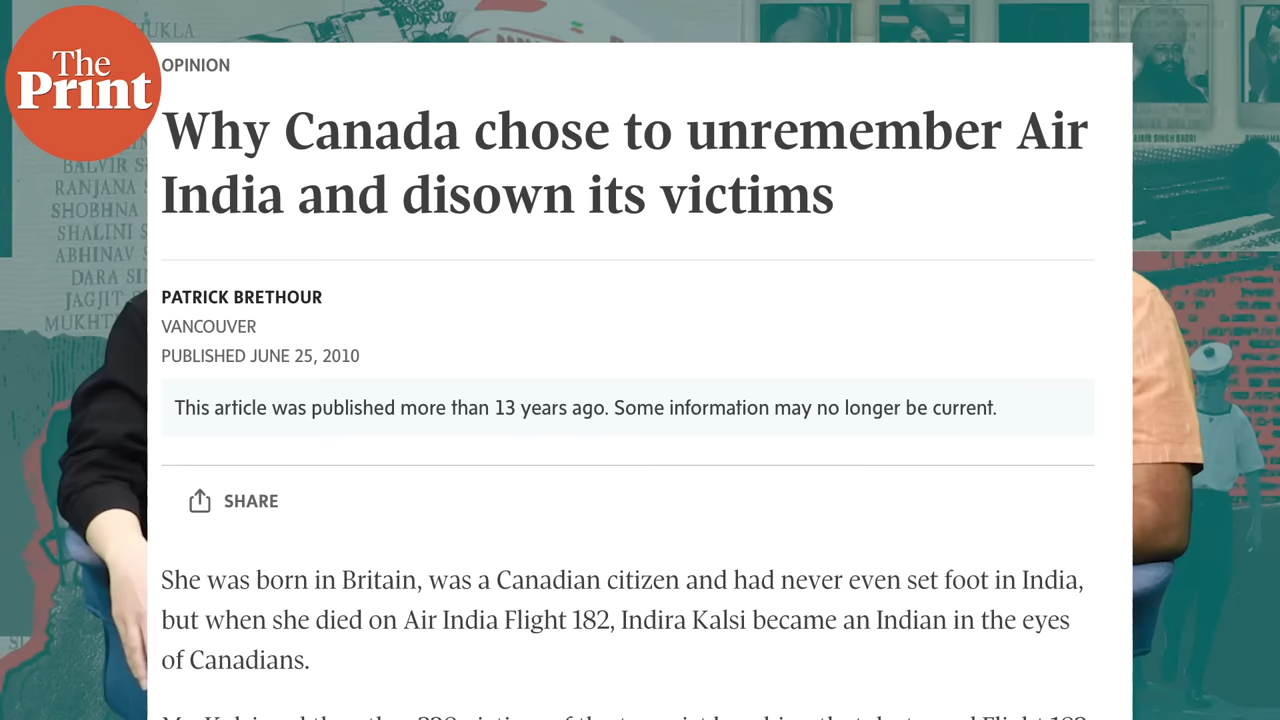 The
Print
OPINION
Why Canada chose to unremember Air
India and disown its victims
PATRICK BRETHOUR
VANCOUVER
PUBLISHED JUNE 25, 2010
This article was published more than 13 years ago. Some information may no longer be current.
SHARE
She was born in Britain, was a Canadian citizen and had never even set foot in India,
but when she died on Air India Flight 182, Indira Kalsi became an Indian in the eyes
of Canadians.
BALVIR
RANJANA
SHOBHNA
SHALINI
ABHINAV
DARA
JAGJIT